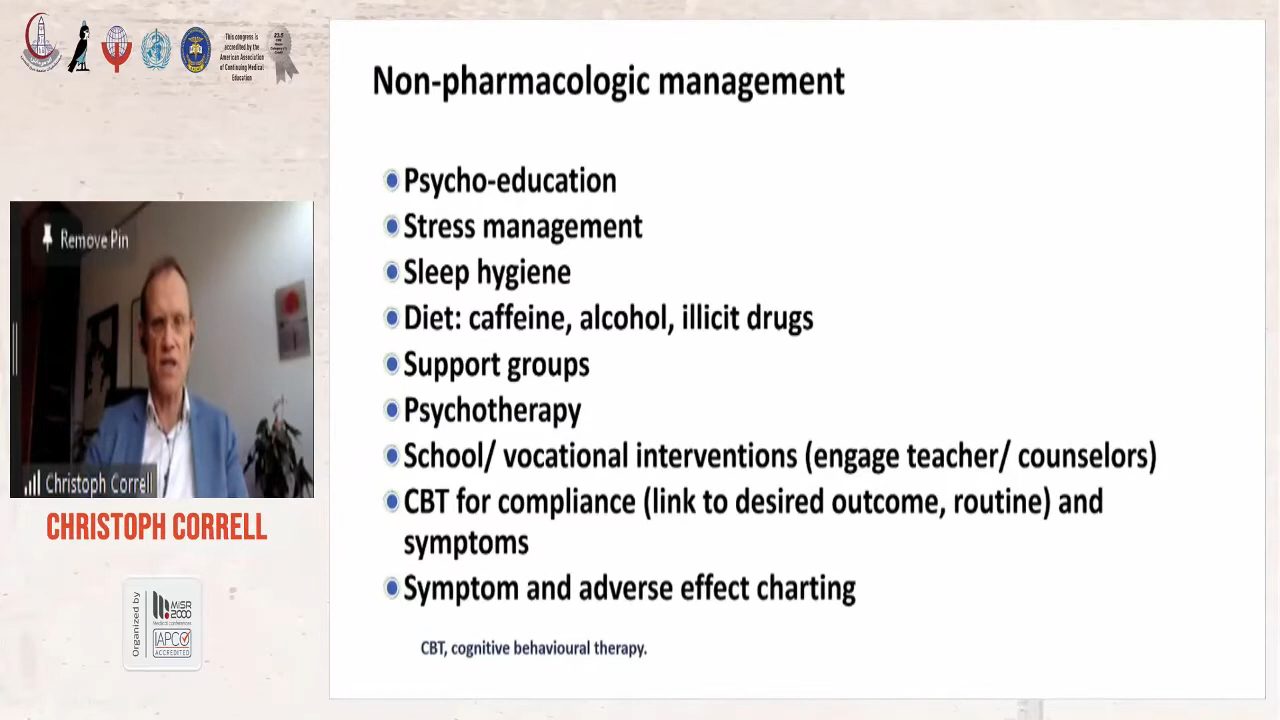 This congress is
accredited by the
American Association
of Continuing Medical
Education
Remove Pin
Christoph Correll
CHRISTOPH CORRELL
Organized by
MISR
2000
Medical conferences
IAPCO
ACCREDITED
Non-pharmacologic management
Psycho-education
Stress management
Sleep hygiene
Diet: caffeine, alcohol, illicit drugs
Support groups
Psychotherapy
School/ vocational interventions (engage teacher/ counselors)
CBT for compliance (link to desired outcome, routine) and
symptoms
Symptom and adverse effect charting
CBT, cognitive behavioural therapy.